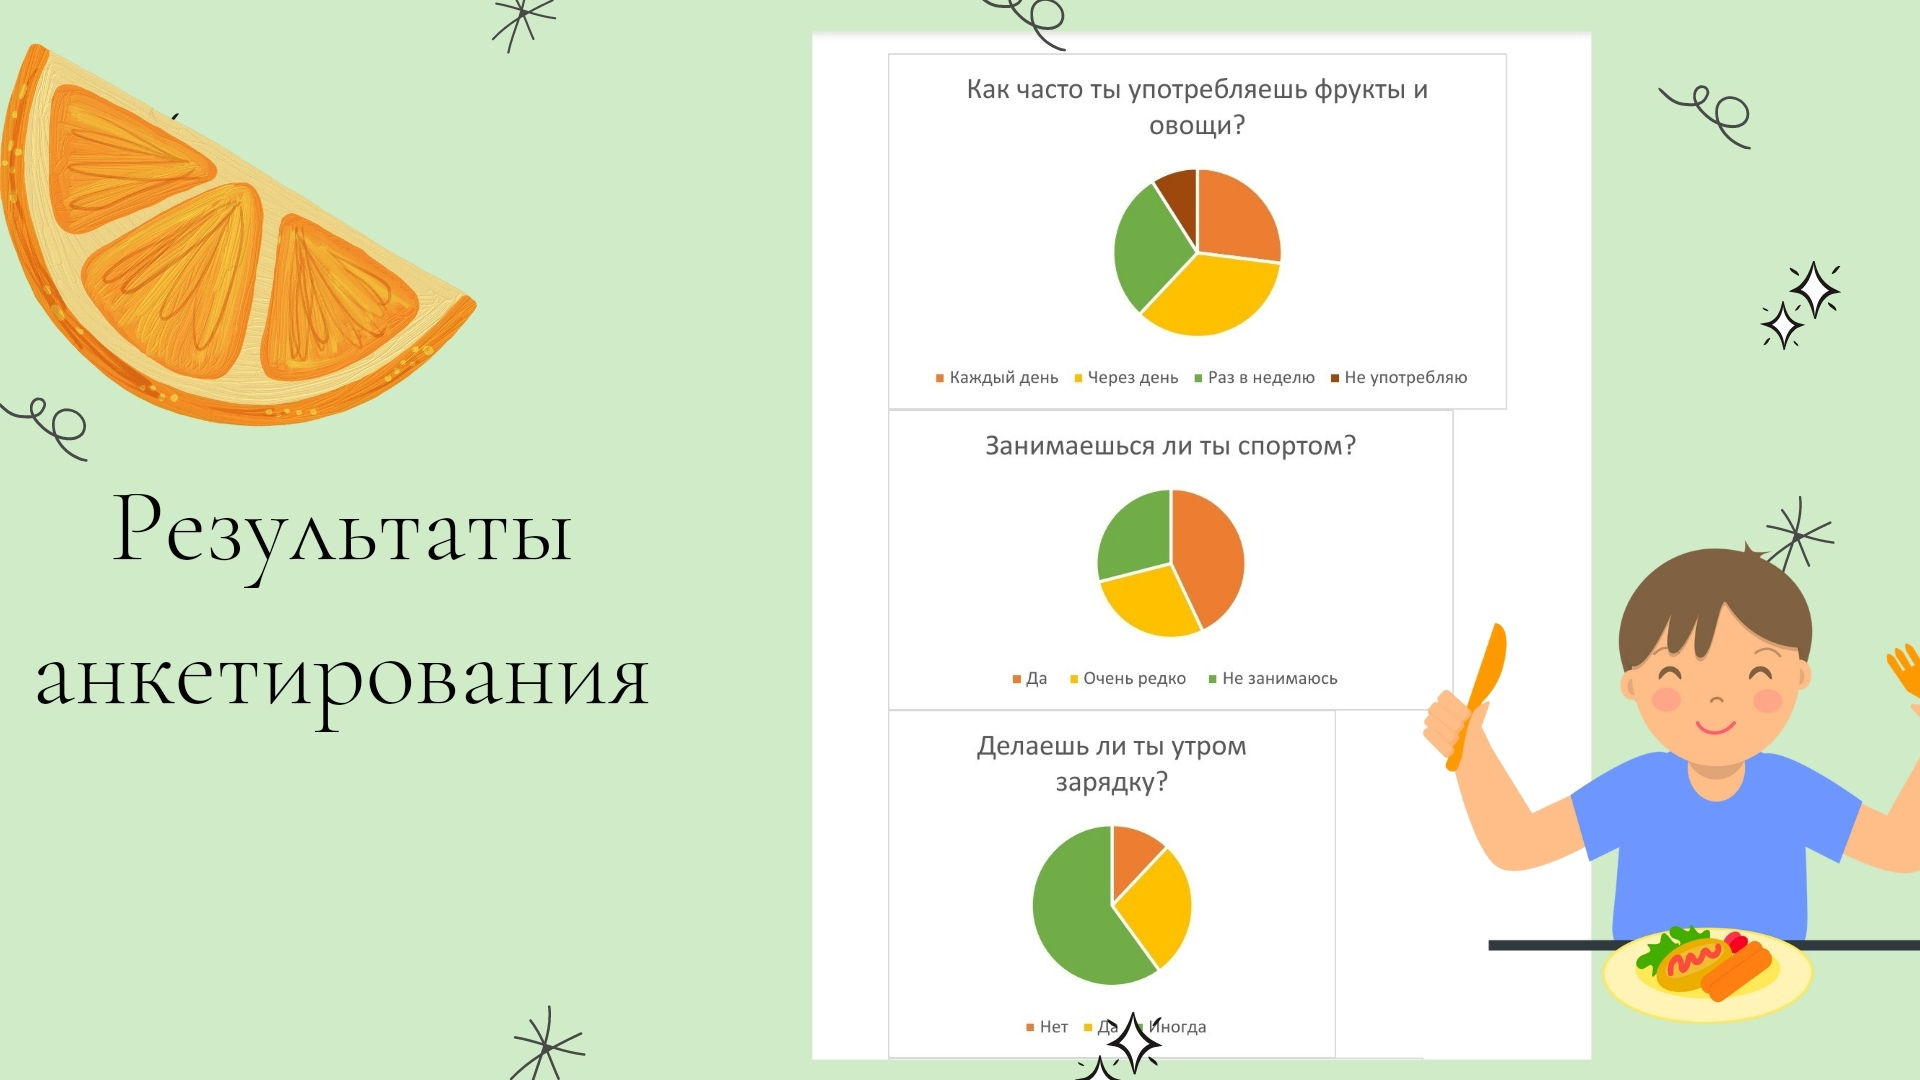 Результаты
анкетирования
Как часто ты употребляешь фрукты и
овощи?
Каждый день Через день Раз в неделю Не употребляю
Занимаешься ли ты спортом?
Да Очень редко Не занимаюсь
Делаешь ли ты утром
зарядку?
Нет Да Иногда